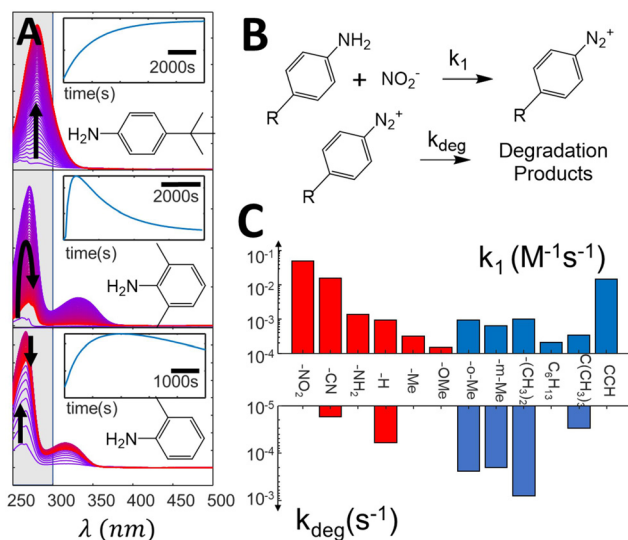 A
2000s
time(s)
H₂N
2000s
time(s)
H₂N
1000s
time(s)
H₂N
250 300 400 500
λ (nm)
B
NH₂
+ NO₂⁻
k₁
N₂⁺
R
R
N₂⁺
k_deg
Degradation
Products
R
C
k₁ (M⁻¹s⁻¹)
10⁻¹
10⁻²
10⁻³
10⁻⁴
-NO₂
-CN
-NH₂
-H
-Me
-OMe
-o-Me
-m-Me
-(CH₃)₂
C₆H₁₃
C(CH₃)₃
CCH
10⁻⁵
10⁻⁴
10⁻³
k_deg(s⁻¹)